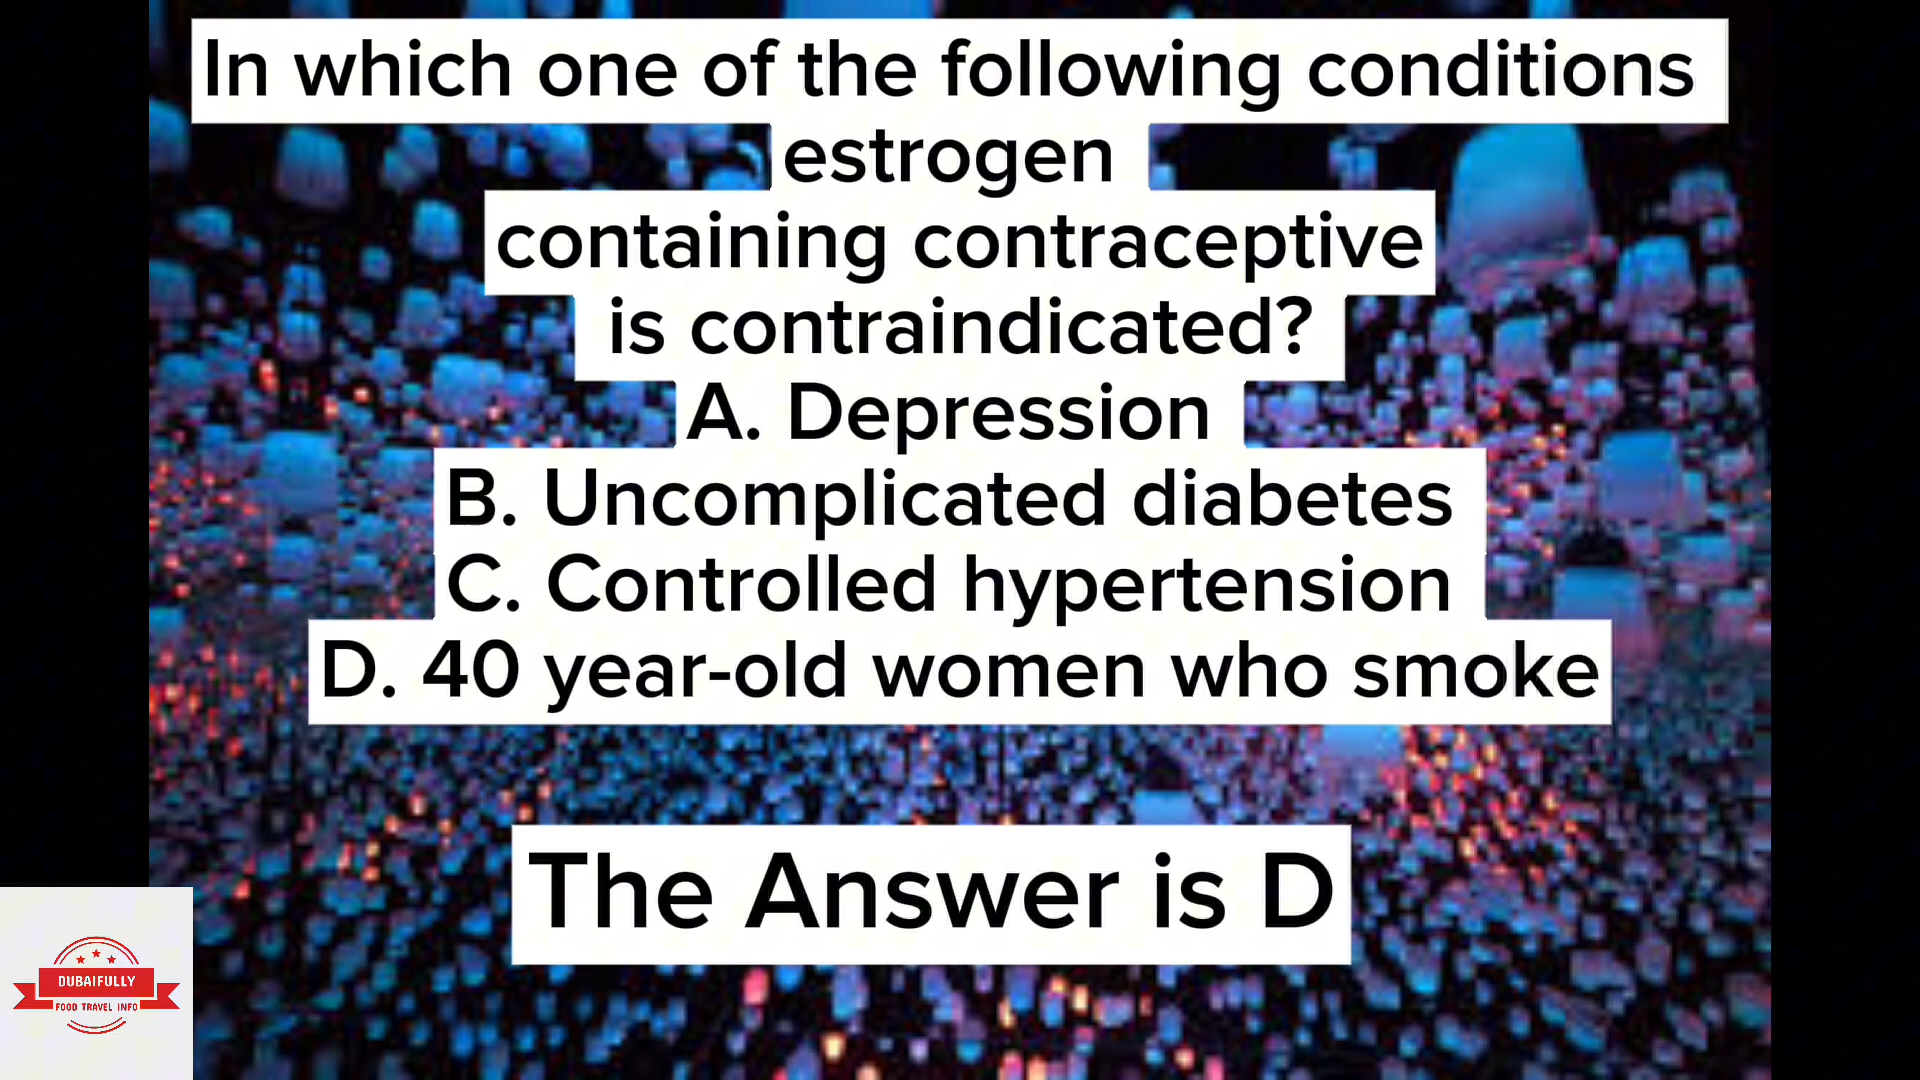 In which one of the following conditions
estrogen
containing contraceptive
is contraindicated?
A. Depression
B. Uncomplicated diabetes
C. Controlled hypertension
D. 40 year-old women who smoke
The Answer is D
DUBAIFULLY
FOOD TRAVEL INFO